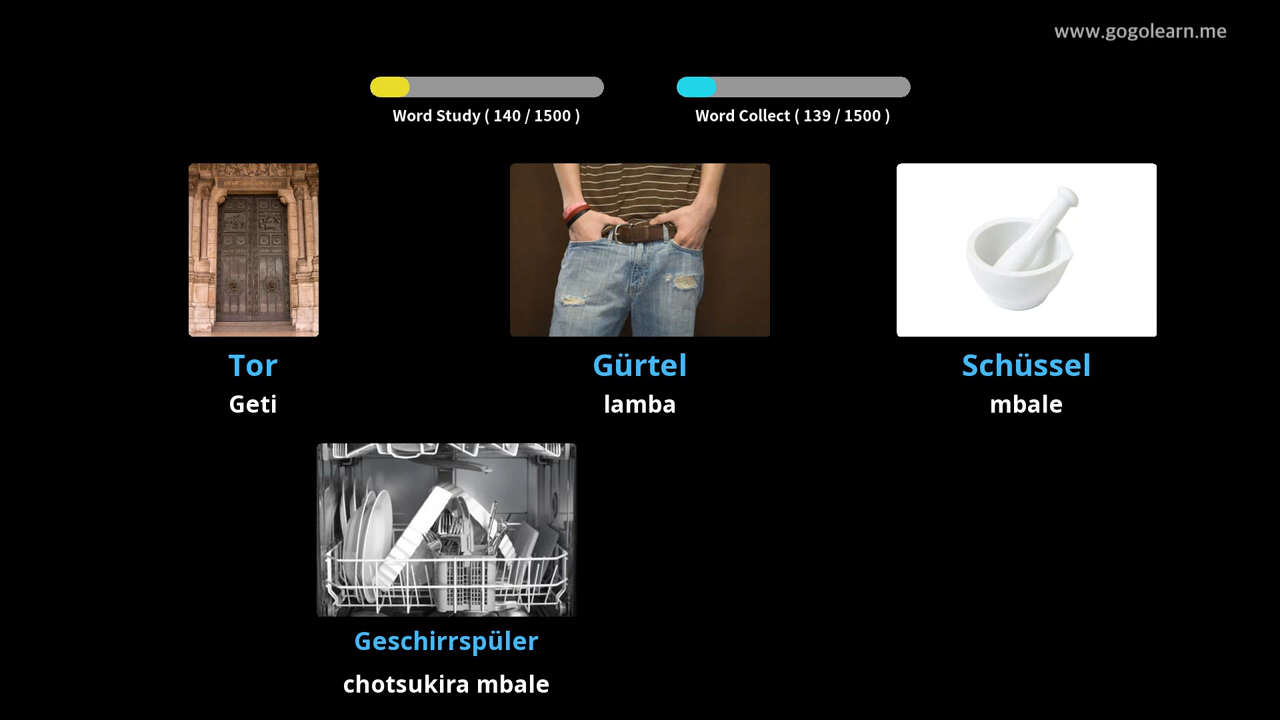 www.gogolearn.me
Word Study ( 140 / 1500 )
Word Collect ( 139 / 1500 )
Tor
Geti
Gürtel
lamba
Schüssel
mbale
Geschirrspüler
chotsukira mbale